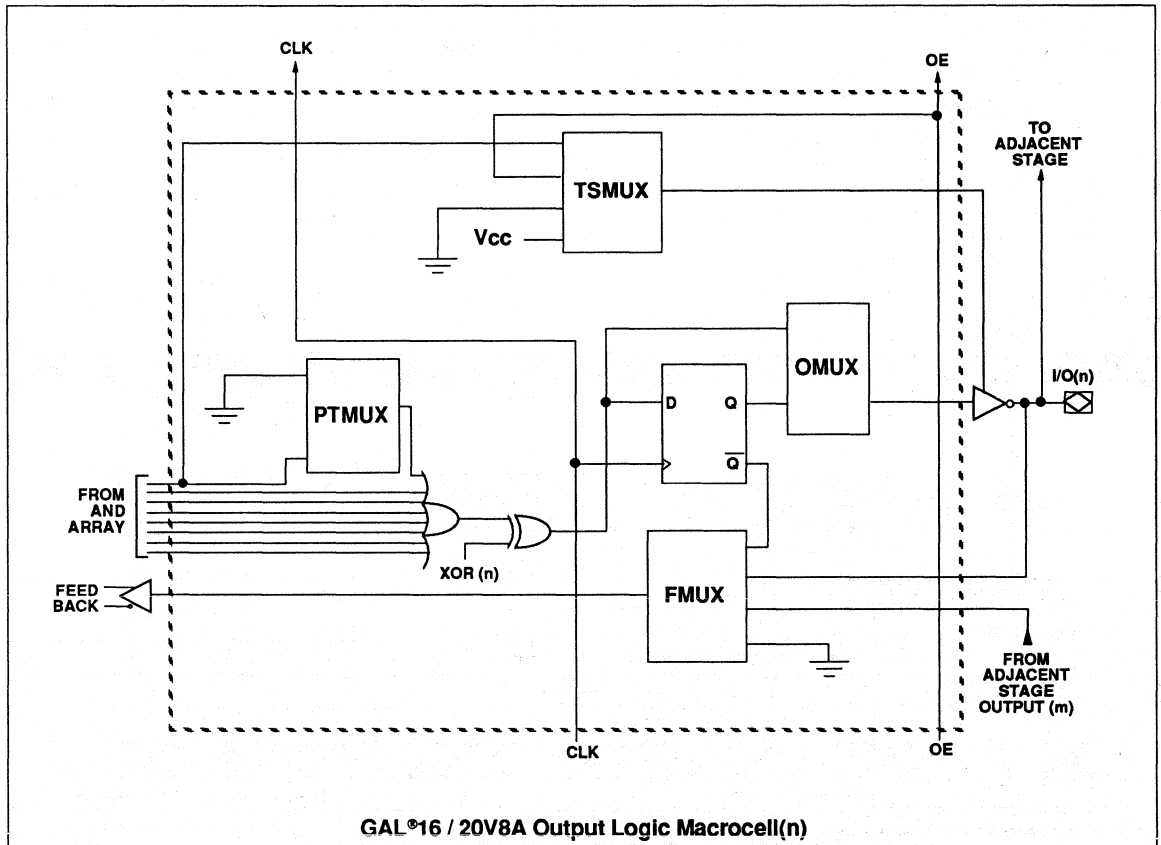 CLK
OE
TO
ADJACENT
STAGE
TSMUX
Vcc
OMUX
I/O(n)
PTMUX
D
Q
Q
FROM
AND
ARRAY
XOR (n)
FMUX
FEED
BACK
FROM
ADJACENT
STAGE
OUTPUT (m)
CLK
OE
GAL®16 / 20V8A Output Logic Macrocell(n)